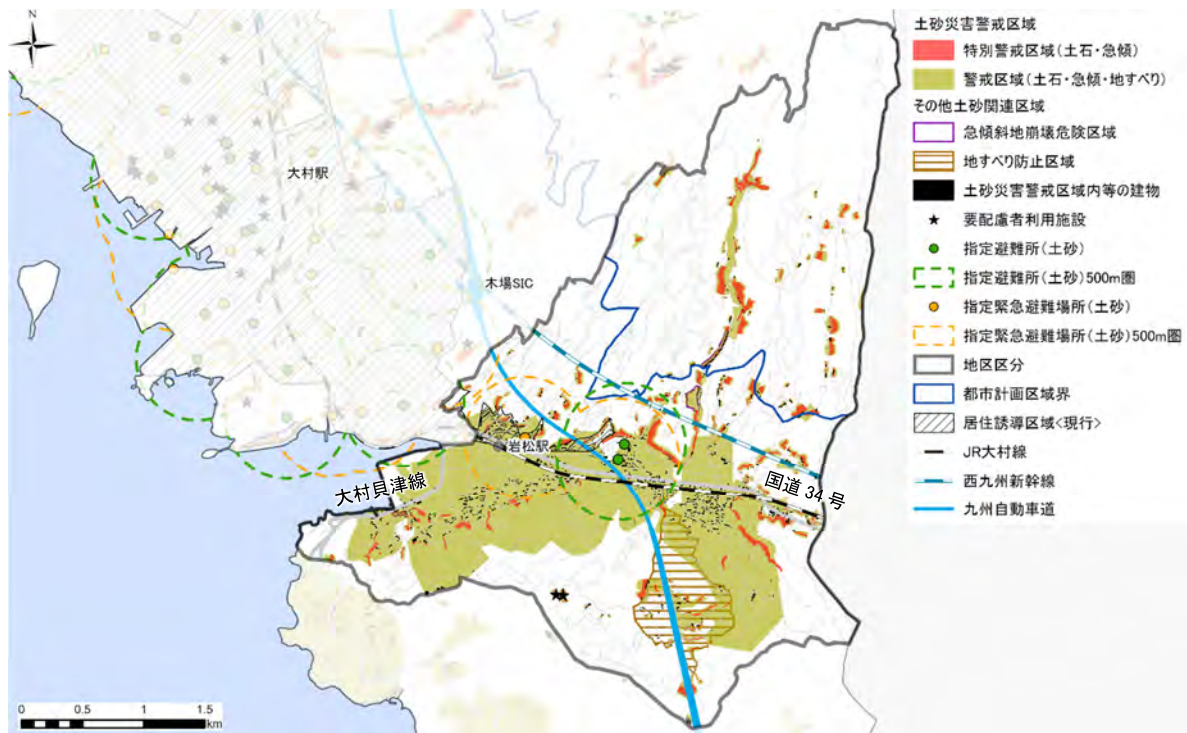 N
大村駅
木場SIC
岩松駅
大村貝津線
国道34号
0 0.5 1 1.5
km
土砂災害警戒区域
特別警戒区域(土石・急傾)
警戒区域(土石・急傾・地すべり)
その他土砂関連区域
急傾斜地崩壊危険区域
地すべり防止区域
土砂災害警戒区域内等の建物
要配慮者利用施設
指定避難所(土砂)
指定避難所(土砂)500m圏
指定緊急避難場所(土砂)
指定緊急避難場所(土砂)500m圏
地区区分
都市計画区域界
居住誘導区域<現行>
JR大村線
西九州新幹線
九州自動車道